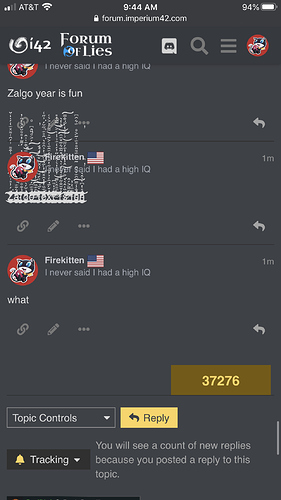 AT&T
9:44 AM
94%
forum.imperium42.com
i42 FORUM OF LIES
I never said I had a high IQ
Zalgo year is fun
Firekitten
1m
I never said I had a high IQ
Firekitten
1m
I never said I had a high IQ
what
37276
Topic Controls
Reply
Tracking
You will see a count of new replies
because you posted a reply to this
topic.